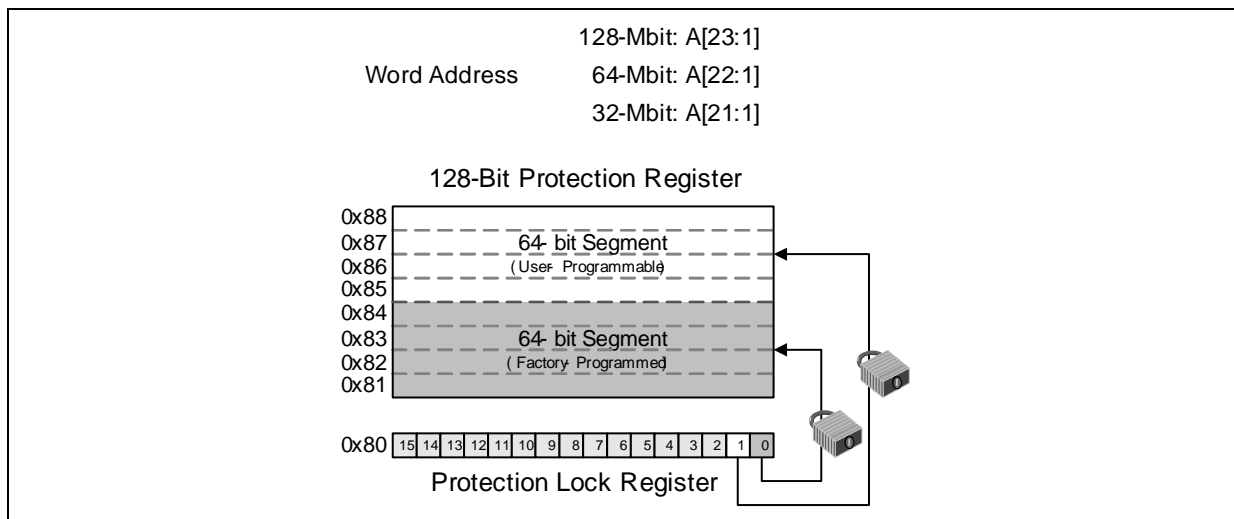 128-Mbit: A[23:1]
Word Address 64-Mbit: A[22:1]
32-Mbit: A[21:1]
128-Bit Protection Register
0x88
0x87 64- bit Segment
0x86 (User- Programmable)
0x85
0x84
0x83 64- bit Segment
0x82 (Factory- Programmed)
0x81
0x80 15 14 13 12 11 10 9 8 7 6 5 4 3 2 1 0
Protection Lock Register